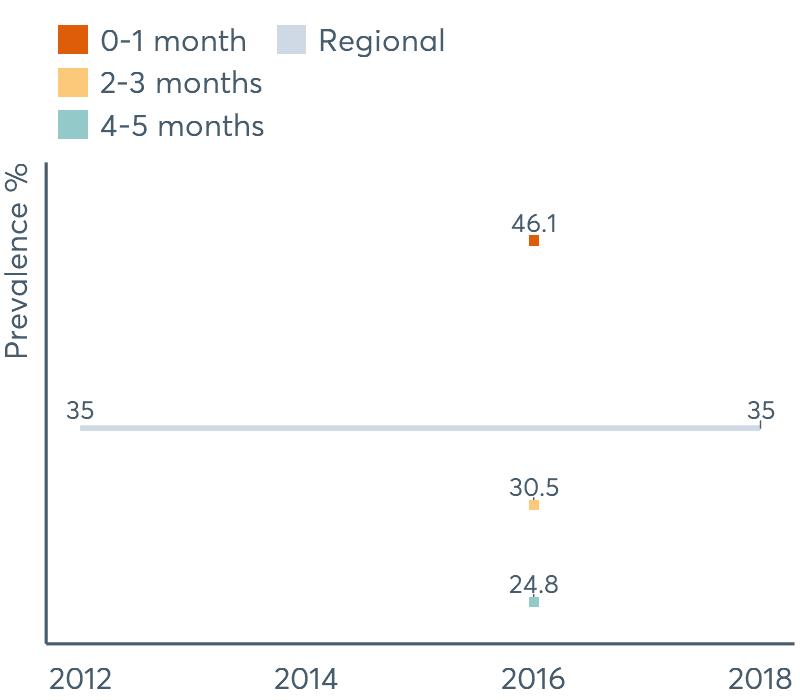 0-1 month
Regional
2-3 months
4-5 months
Prevalence %
46.1
35
35
30.5
24.8
2012
2014
2016
2018